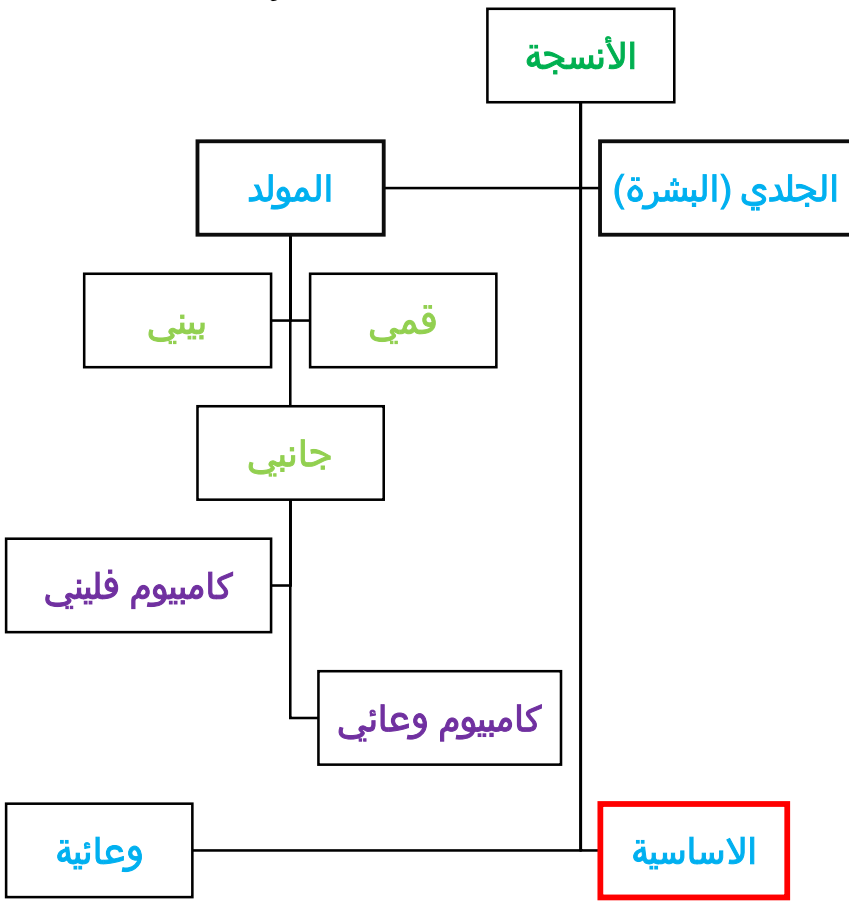 الأنسجة
الجلدي (البشرة)
المولد
قمي
بيني
جانبي
كامبيوم فليني
كامبيوم وعائي
الاساسية
وعائية